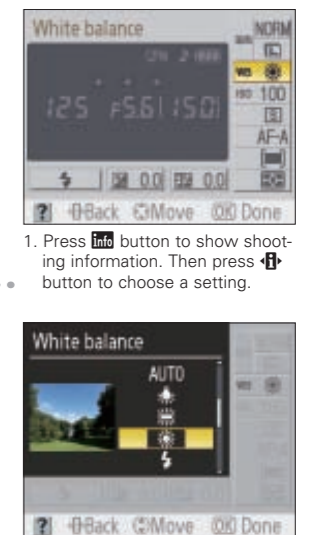 White balance
NORM
L
WB
125 F5.6 [150]
ISO 100
S
AF-A
0.0 0.0
? Back Move OK Done
1. Press info button to show shoot-
ing information. Then press i
button to choose a setting.
White balance
AUTO
WB
? Back Move OK Done